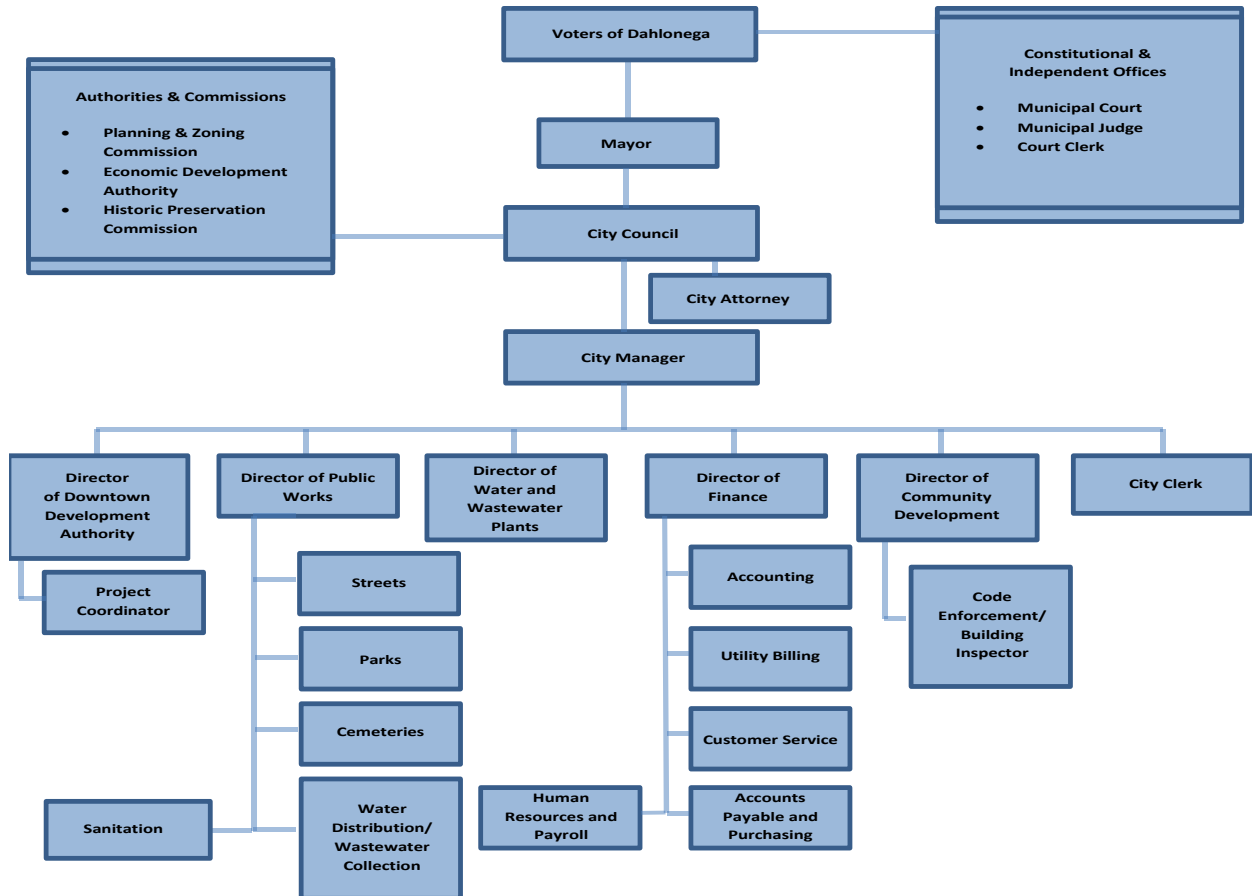 Voters of Dahlonega
Constitutional &
Independent Offices
• Municipal Court
• Municipal Judge
• Court Clerk
Authorities & Commissions
• Planning & Zoning
Commission
• Economic Development
Authority
• Historic Preservation
Commission
Mayor
City Council
City Attorney
City Manager
Director
of Downtown
Development
Authority
Director of Public
Works
Director of
Water and
Wastewater
Plants
Director of
Finance
Director of
Community
Development
City Clerk
Project
Coordinator
Streets
Parks
Cemeteries
Sanitation
Water
Distribution/
Wastewater
Collection
Accounting
Utility Billing
Customer Service
Human
Resources and
Payroll
Accounts
Payable and
Purchasing
Code
Enforcement/
Building
Inspector